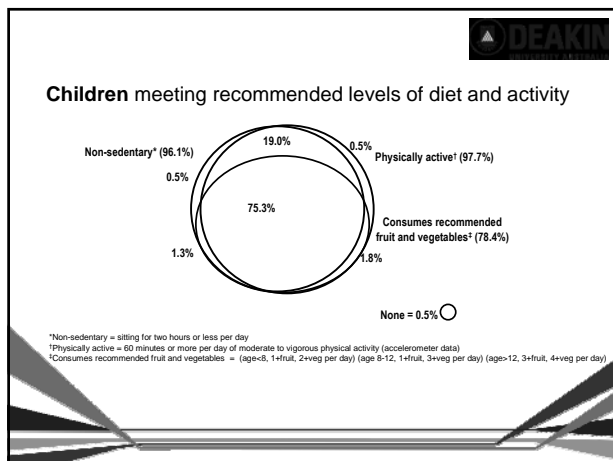 DEAKIN
UNIVERSITY AUSTRALIA
Children meeting recommended levels of diet and activity
19.0%
0.5%
Non-sedentary* (96.1%)
Physically active† (97.7%)
0.5%
75.3%
Consumes recommended
fruit and vegetables‡ (78.4%)
1.3%
1.8%
None = 0.5%
*Non-sedentary = sitting for two hours or less per day
†Physically active = 60 minutes or more per day of moderate to vigorous physical activity (accelerometer data)
‡Consumes recommended fruit and vegetables = (age<8, 1+fruit, 2+veg per day) (age 8-12, 1+fruit, 3+veg per day) (age>12, 3+fruit, 4+veg per day)